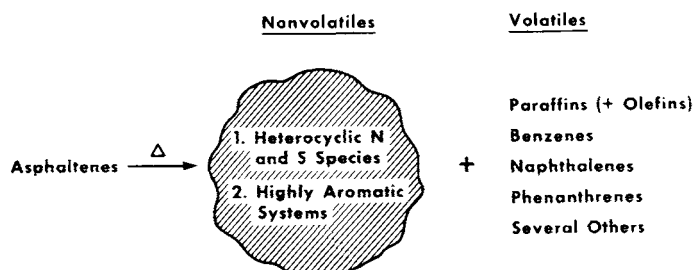 Nonvolatiles
Volatiles
Asphaltenes
Δ
1. Heterocyclic N
and S Species
2. Highly Aromatic
Systems
+
Paraffins (+ Olefins)
Benzenes
Naphthalenes
Phenanthrenes
Several Others